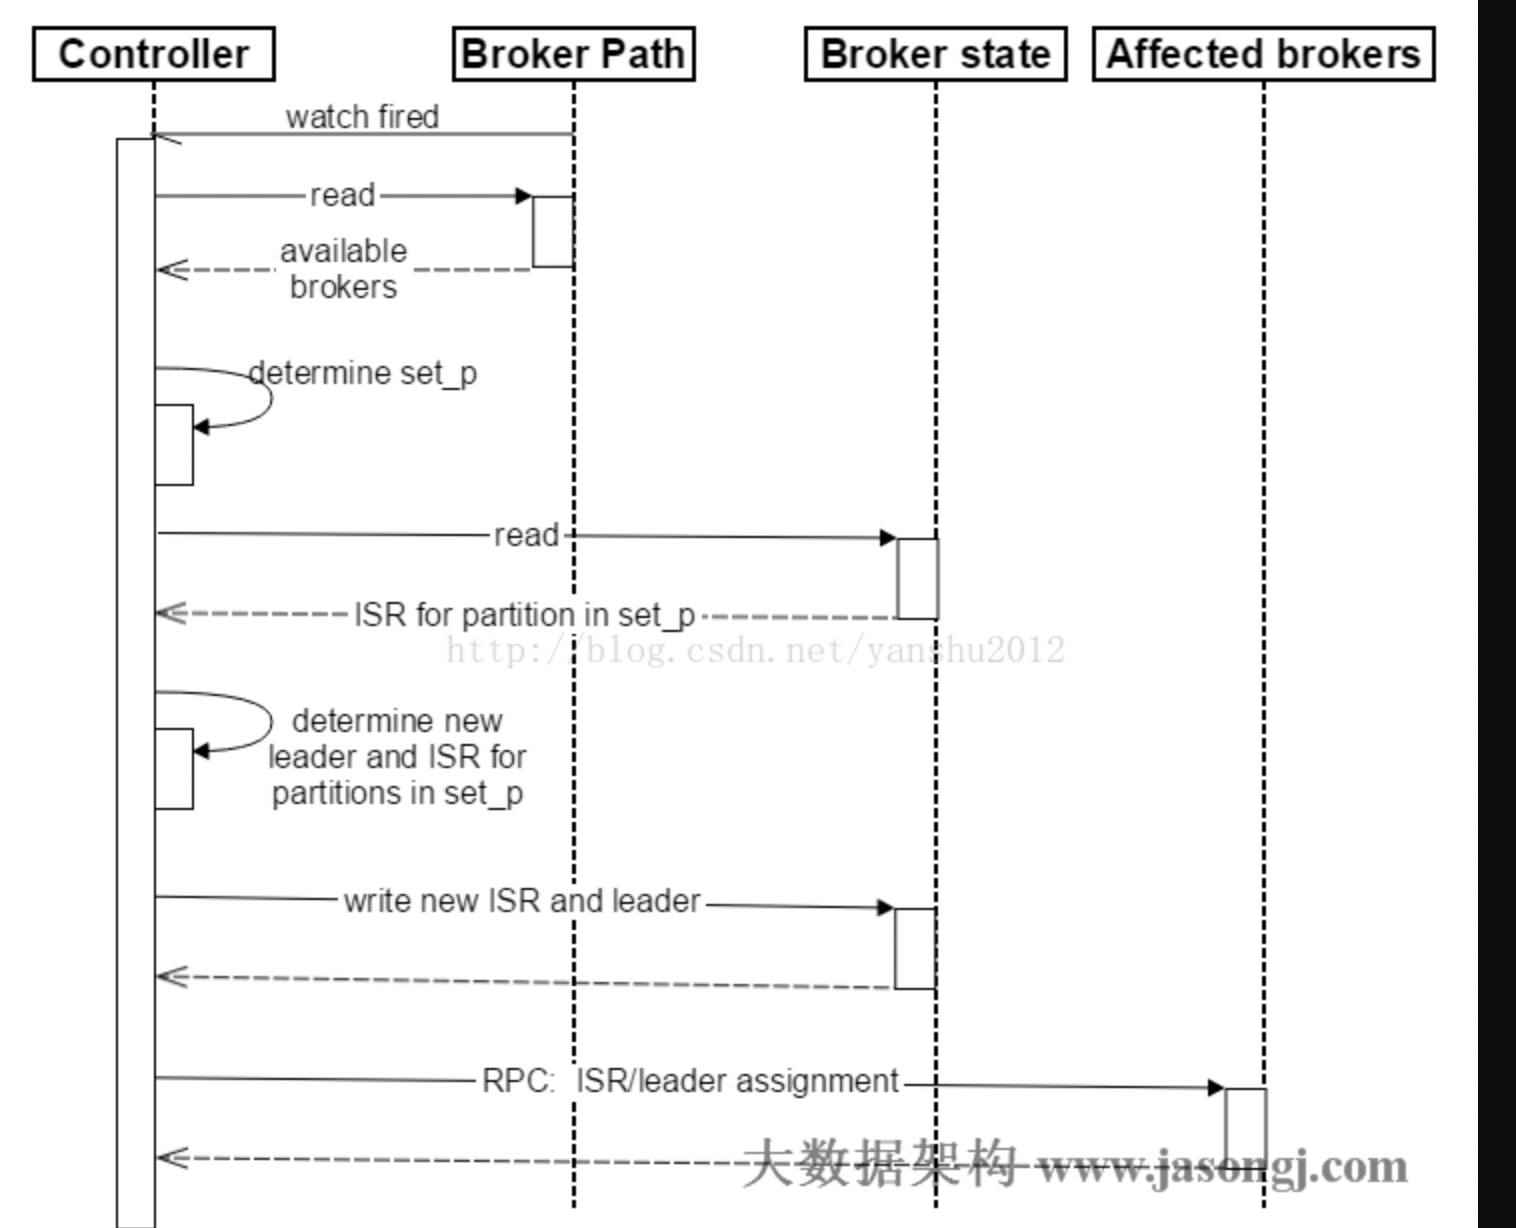 Controller
Broker Path
Broker state
Affected brokers
watch fired
read
available
brokers
determine set_p
read
ISR for partition in set_p
http://blog.csdn.net/yanshu2012
determine new
leader and ISR for
partitions in set_p
write new ISR and leader
RPC: ISR/leader assignment
大数据架构 www.jasongj.com